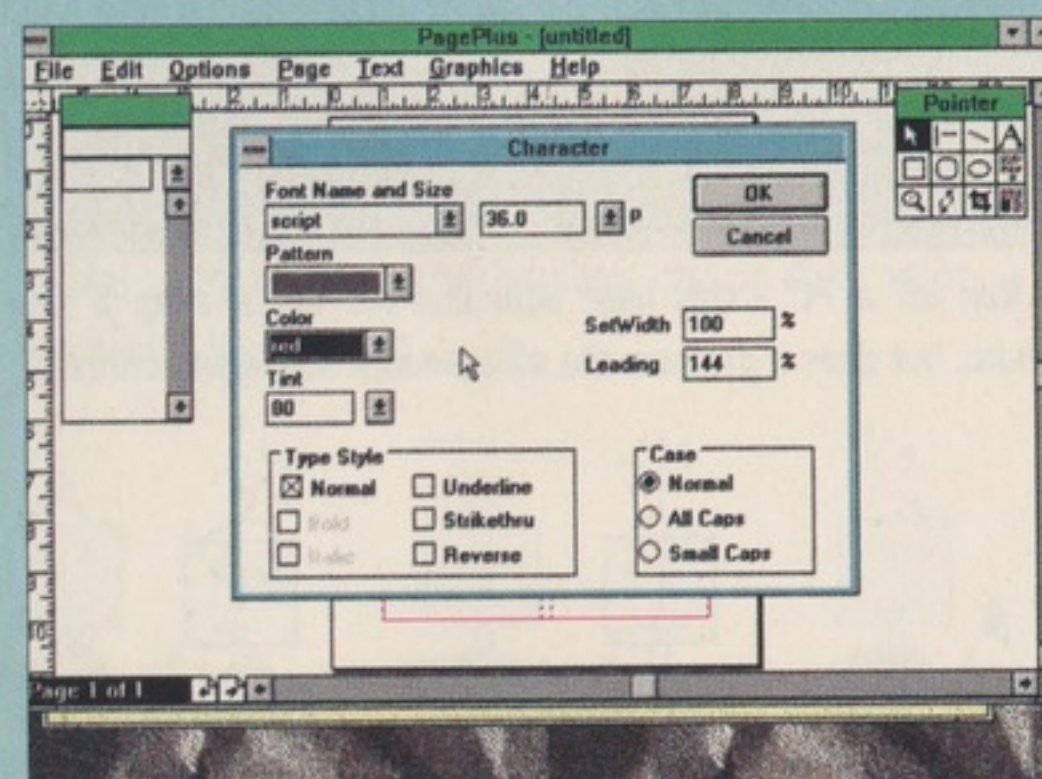 PagePlus - [untitled]
File Edit Options Page Text Graphics Help
Pointer
Character
Font Name and Size
script 36.0 p
OK
Cancel
Pattern
Color
red
SetWidth 100 %
Leading 144 %
Tint
80
Type Style
Normal Underline
Bold Strikethru
Italic Reverse
Case
Normal
All Caps
Small Caps
Page 1 of 1